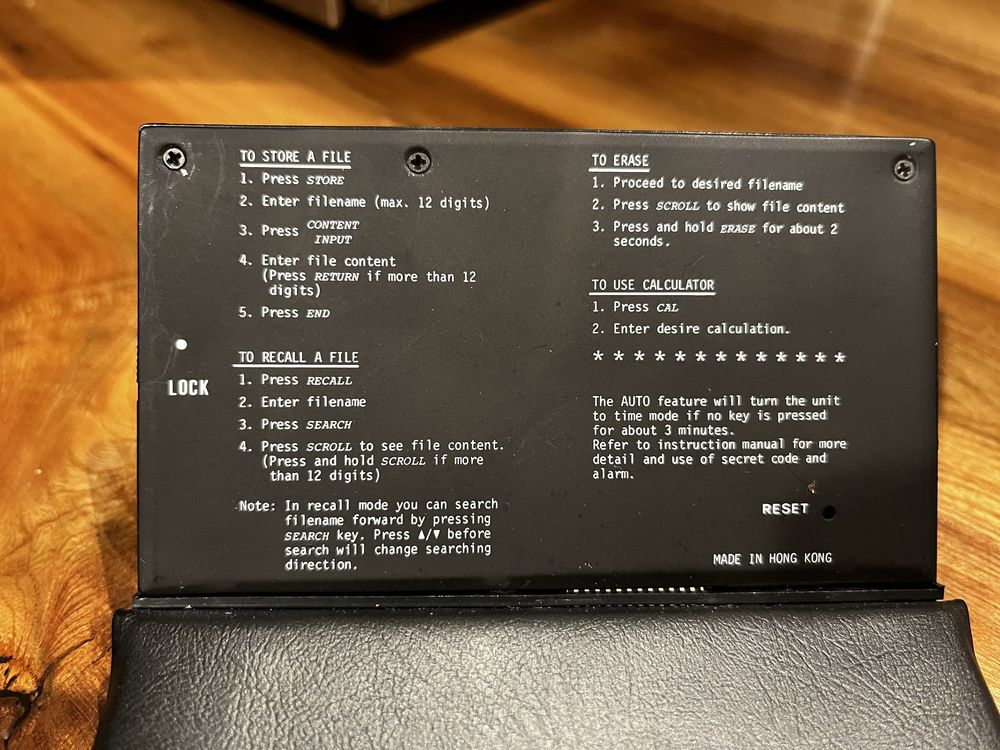 TO STORE A FILE
1. Press STORE
2. Enter filename (max. 12 digits)
3. Press CONTENT
INPUT
4. Enter file content
(Press RETURN if more than 12
digits)
5. Press END
LOCK
TO RECALL A FILE
1. Press RECALL
2. Enter filename
3. Press SEARCH
4. Press SCROLL to see file content.
(Press and hold SCROLL if more
than 12 digits)
Note: In recall mode you can search
filename forward by pressing
SEARCH key. Press ▲/▼ before
search will change searching
direction.
TO ERASE
1. Proceed to desired filename
2. Press SCROLL to show file content
3. Press and hold ERASE for about 2
seconds.
TO USE CALCULATOR
1. Press CAL
2. Enter desire calculation.
* * * * * * * * * * * * *
The AUTO feature will turn the unit
to time mode if no key is pressed
for about 3 minutes.
Refer to instruction manual for more
detail and use of secret code and
alarm.
RESET
MADE IN HONG KONG